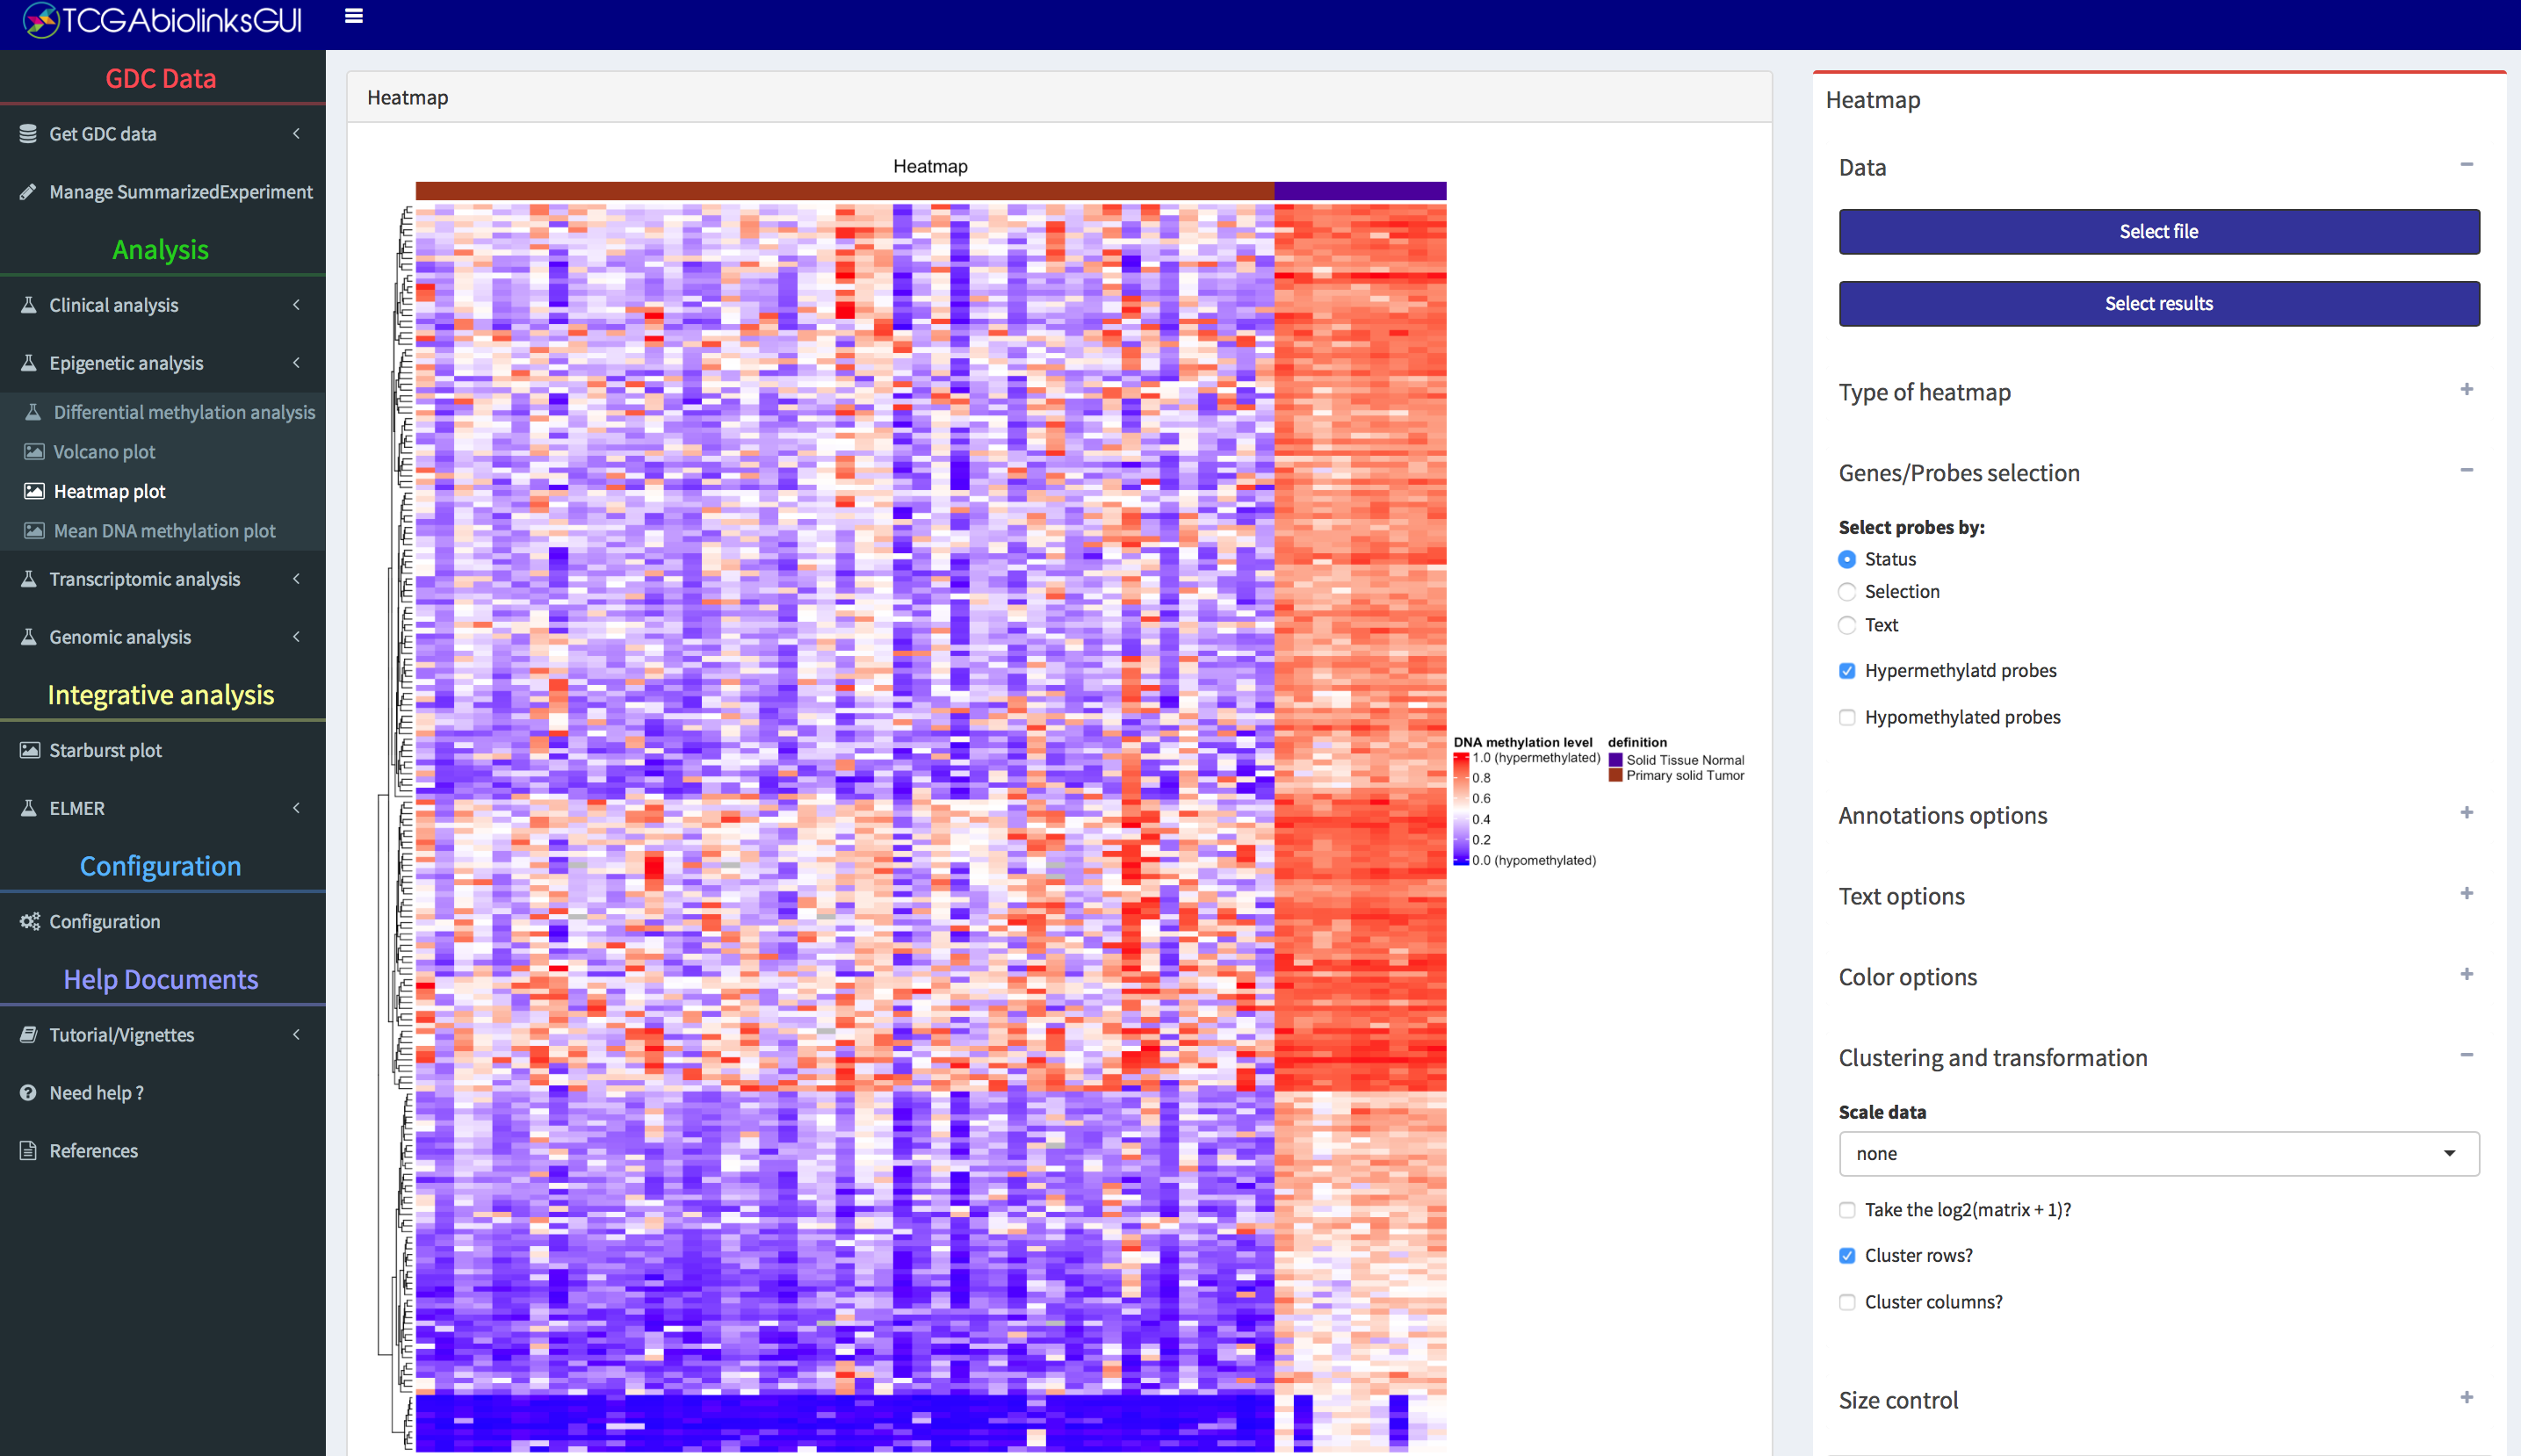 TCGAbiolinksGUI
GDC Data
Get GDC data
Manage SummarizedExperiment
Analysis
Clinical analysis
Epigenetic analysis
Differential methylation analysis
Volcano plot
Heatmap plot
Mean DNA methylation plot
Transcriptomic analysis
Genomic analysis
Integrative analysis
Starburst plot
ELMER
Configuration
Configuration
Help Documents
Tutorial/Vignettes
Need help ?
References
Heatmap
Heatmap
DNA methylation level
1.0 (hypermethylated)
0.8
0.6
0.4
0.2
0.0 (hypomethylated)
definition
Solid Tissue Normal
Primary solid Tumor
Heatmap
Data
Select file
Select results
Type of heatmap
Genes/Probes selection
Select probes by:
Status
Selection
Text
Hypermethylatd probes
Hypomethylated probes
Annotations options
Text options
Color options
Clustering and transformation
Scale data
none
Take the log2(matrix + 1)?
Cluster rows?
Cluster columns?
Size control